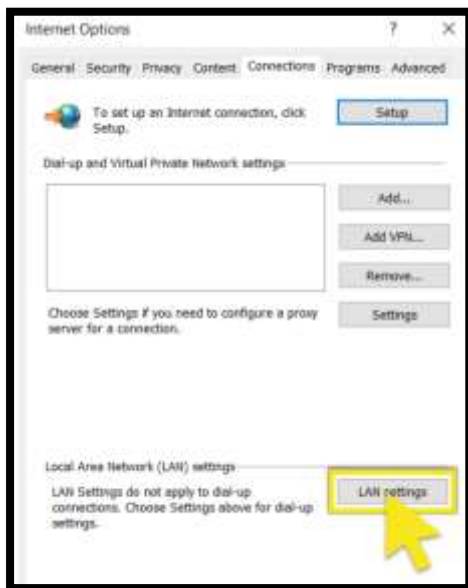 Internet Options ? ×
General Security Privacy Content Connections Programs Advanced
To set up an Internet connection, click
Setup.
Setup
Dial-up and Virtual Private Network settings
Add...
Add VPN...
Remove...
Choose Settings if you need to configure a proxy
server for a connection.
Settings
Local Area Network (LAN) settings
LAN Settings do not apply to dial-up
connections. Choose Settings above for dial-up
settings.
LAN settings